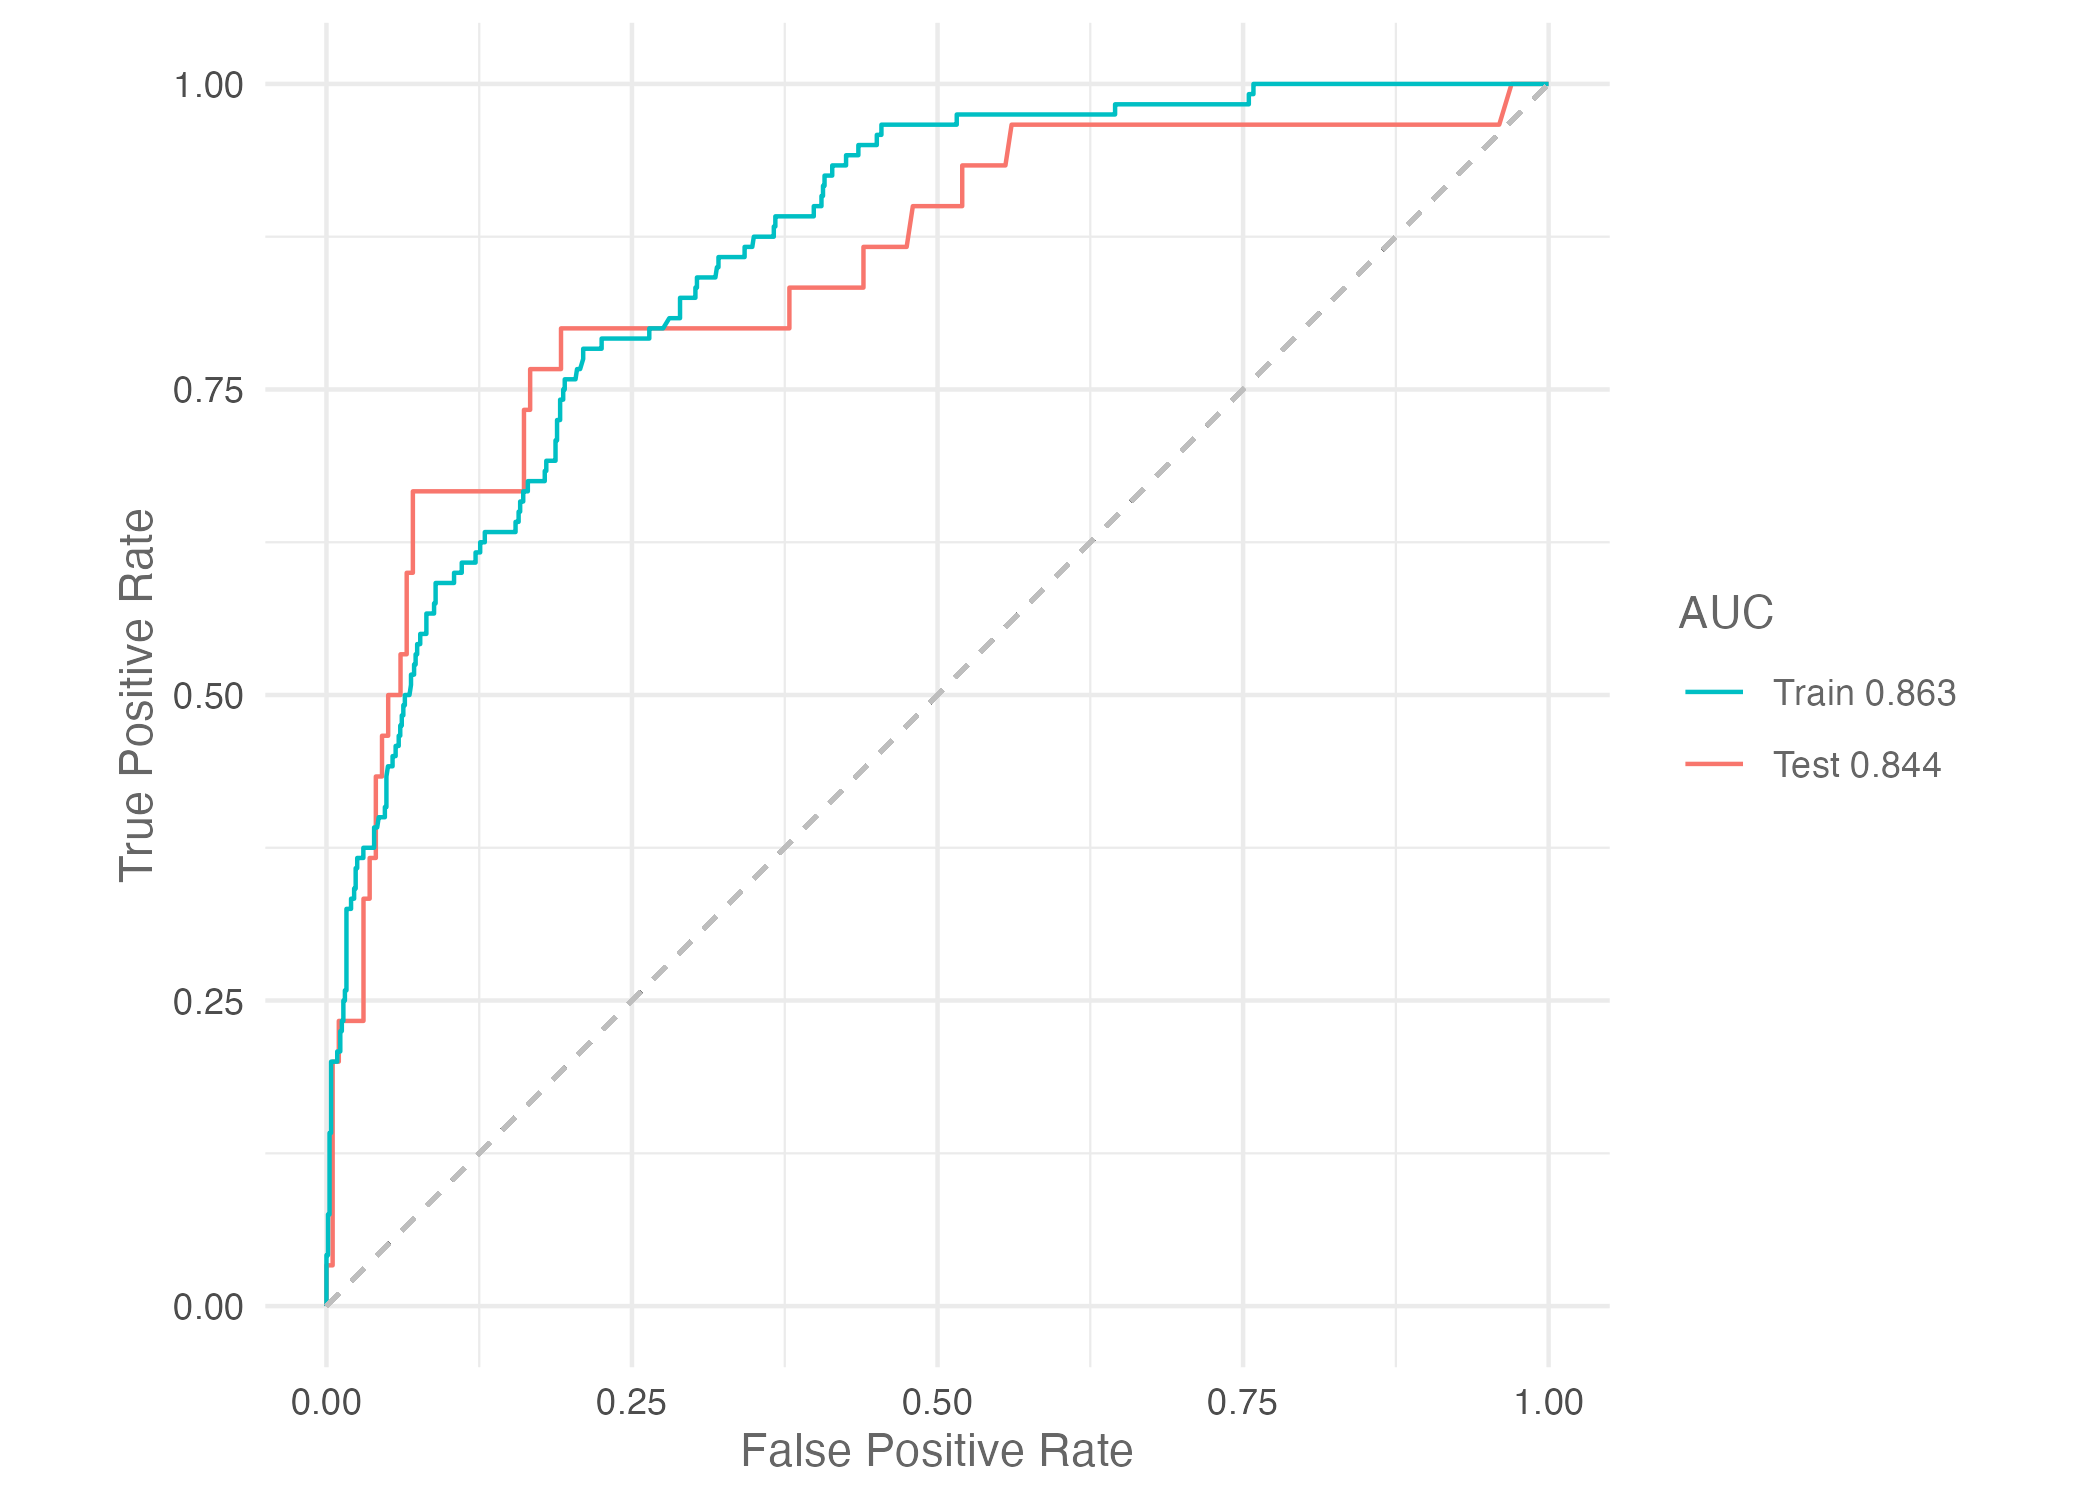 1.00
0.75
0.50
0.25
0.00
True Positive Rate
0.00 0.25 0.50 0.75 1.00
False Positive Rate
AUC
Train 0.863
Test 0.844